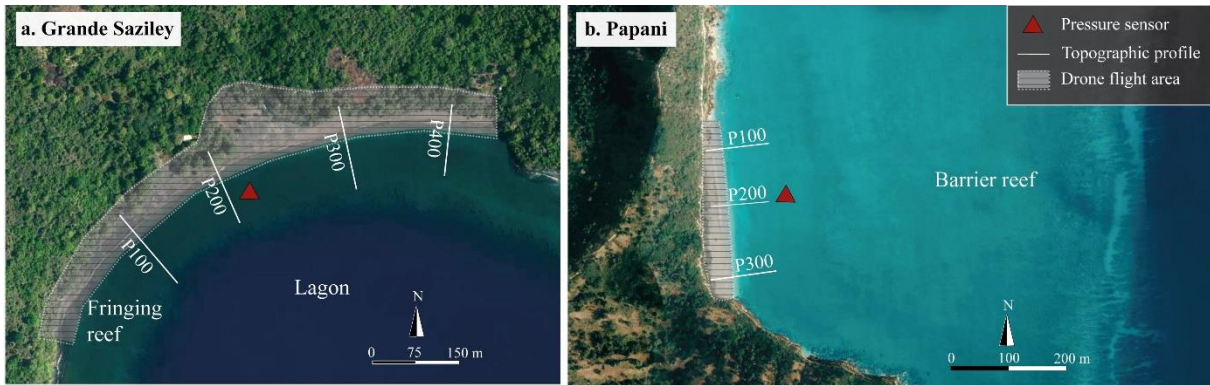 a. Grande Saziley
P100
P200
P300
P400
Fringing
reef
Lagon
N
0 75 150 m
b. Papani
Pressure sensor
Topographic profile
Drone flight area
P100
P200
P300
Barrier reef
N
0 100 200 m